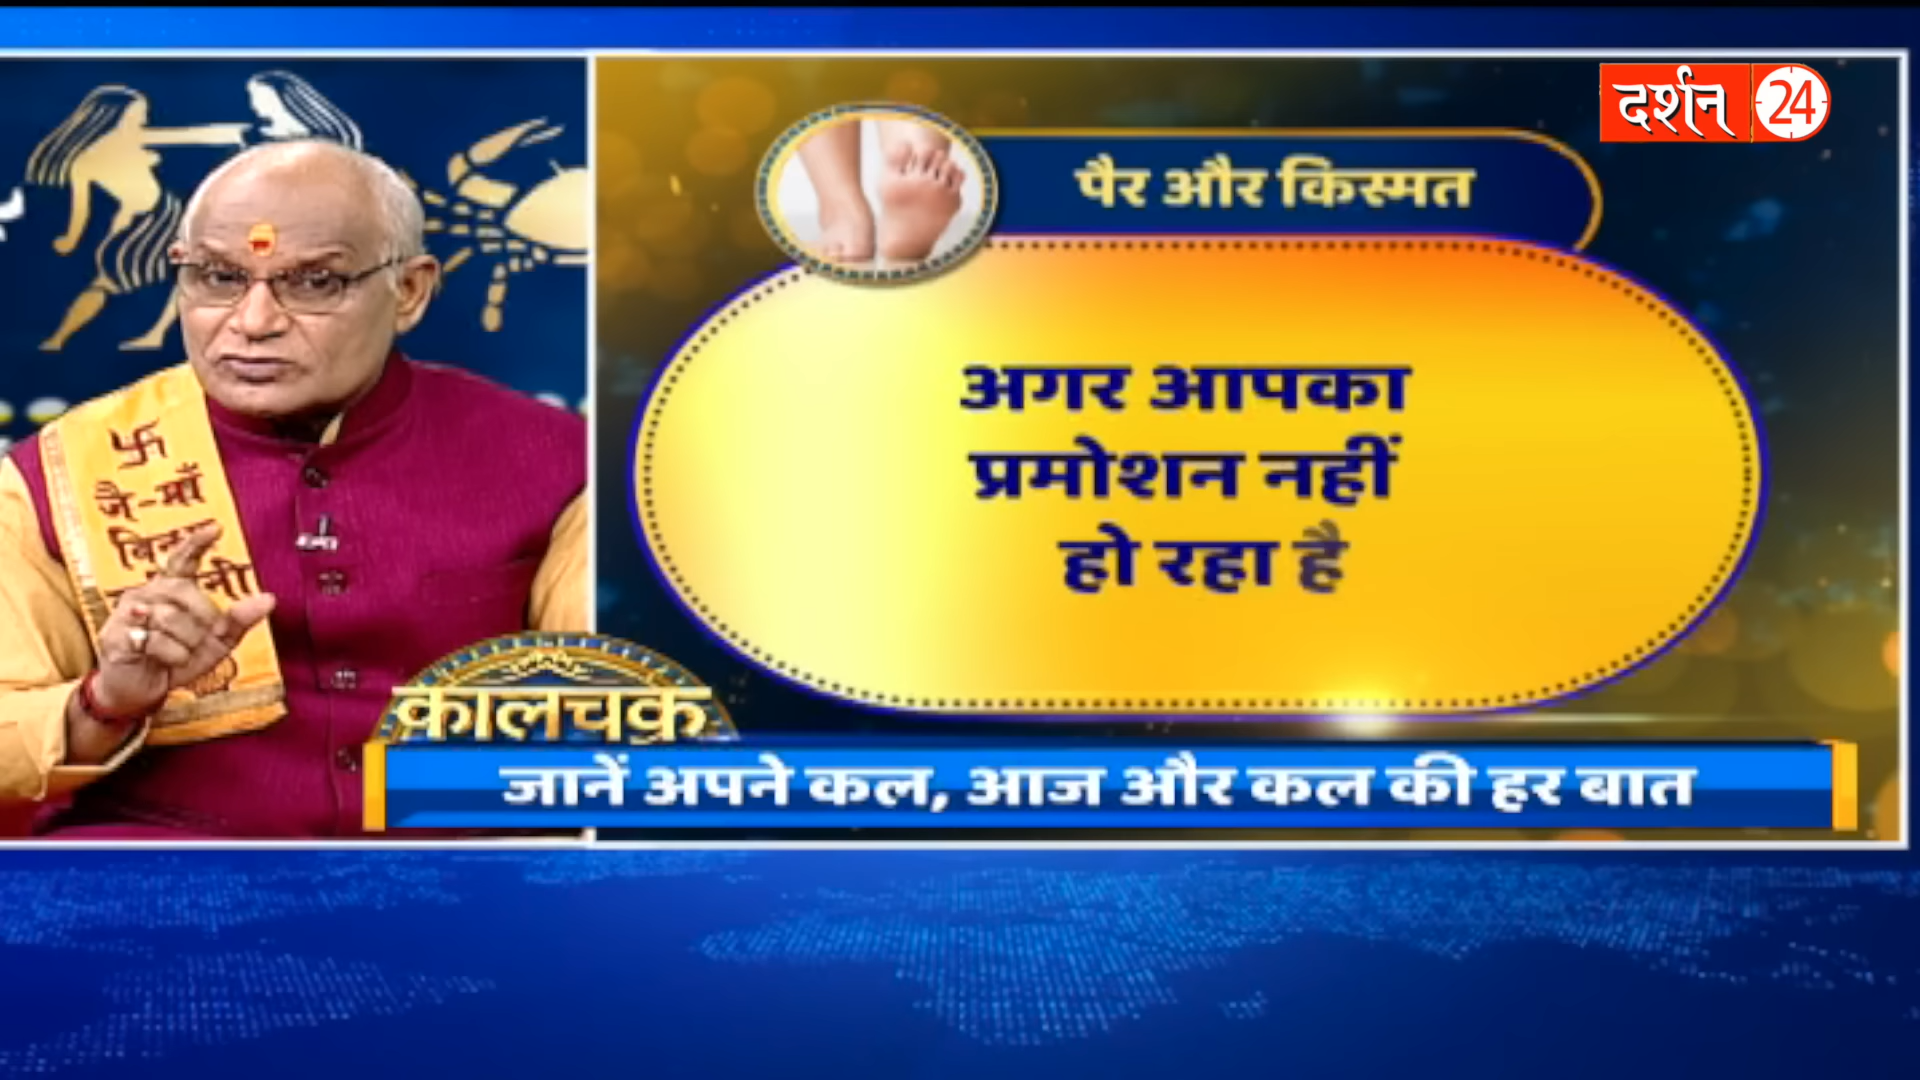 दर्शन 24
पैर और किस्मत
अगर आपका
प्रमोशन नहीं
हो रहा है
जै-माँ
कालचक्र
जानें अपने कल, आज और कल की हर बात